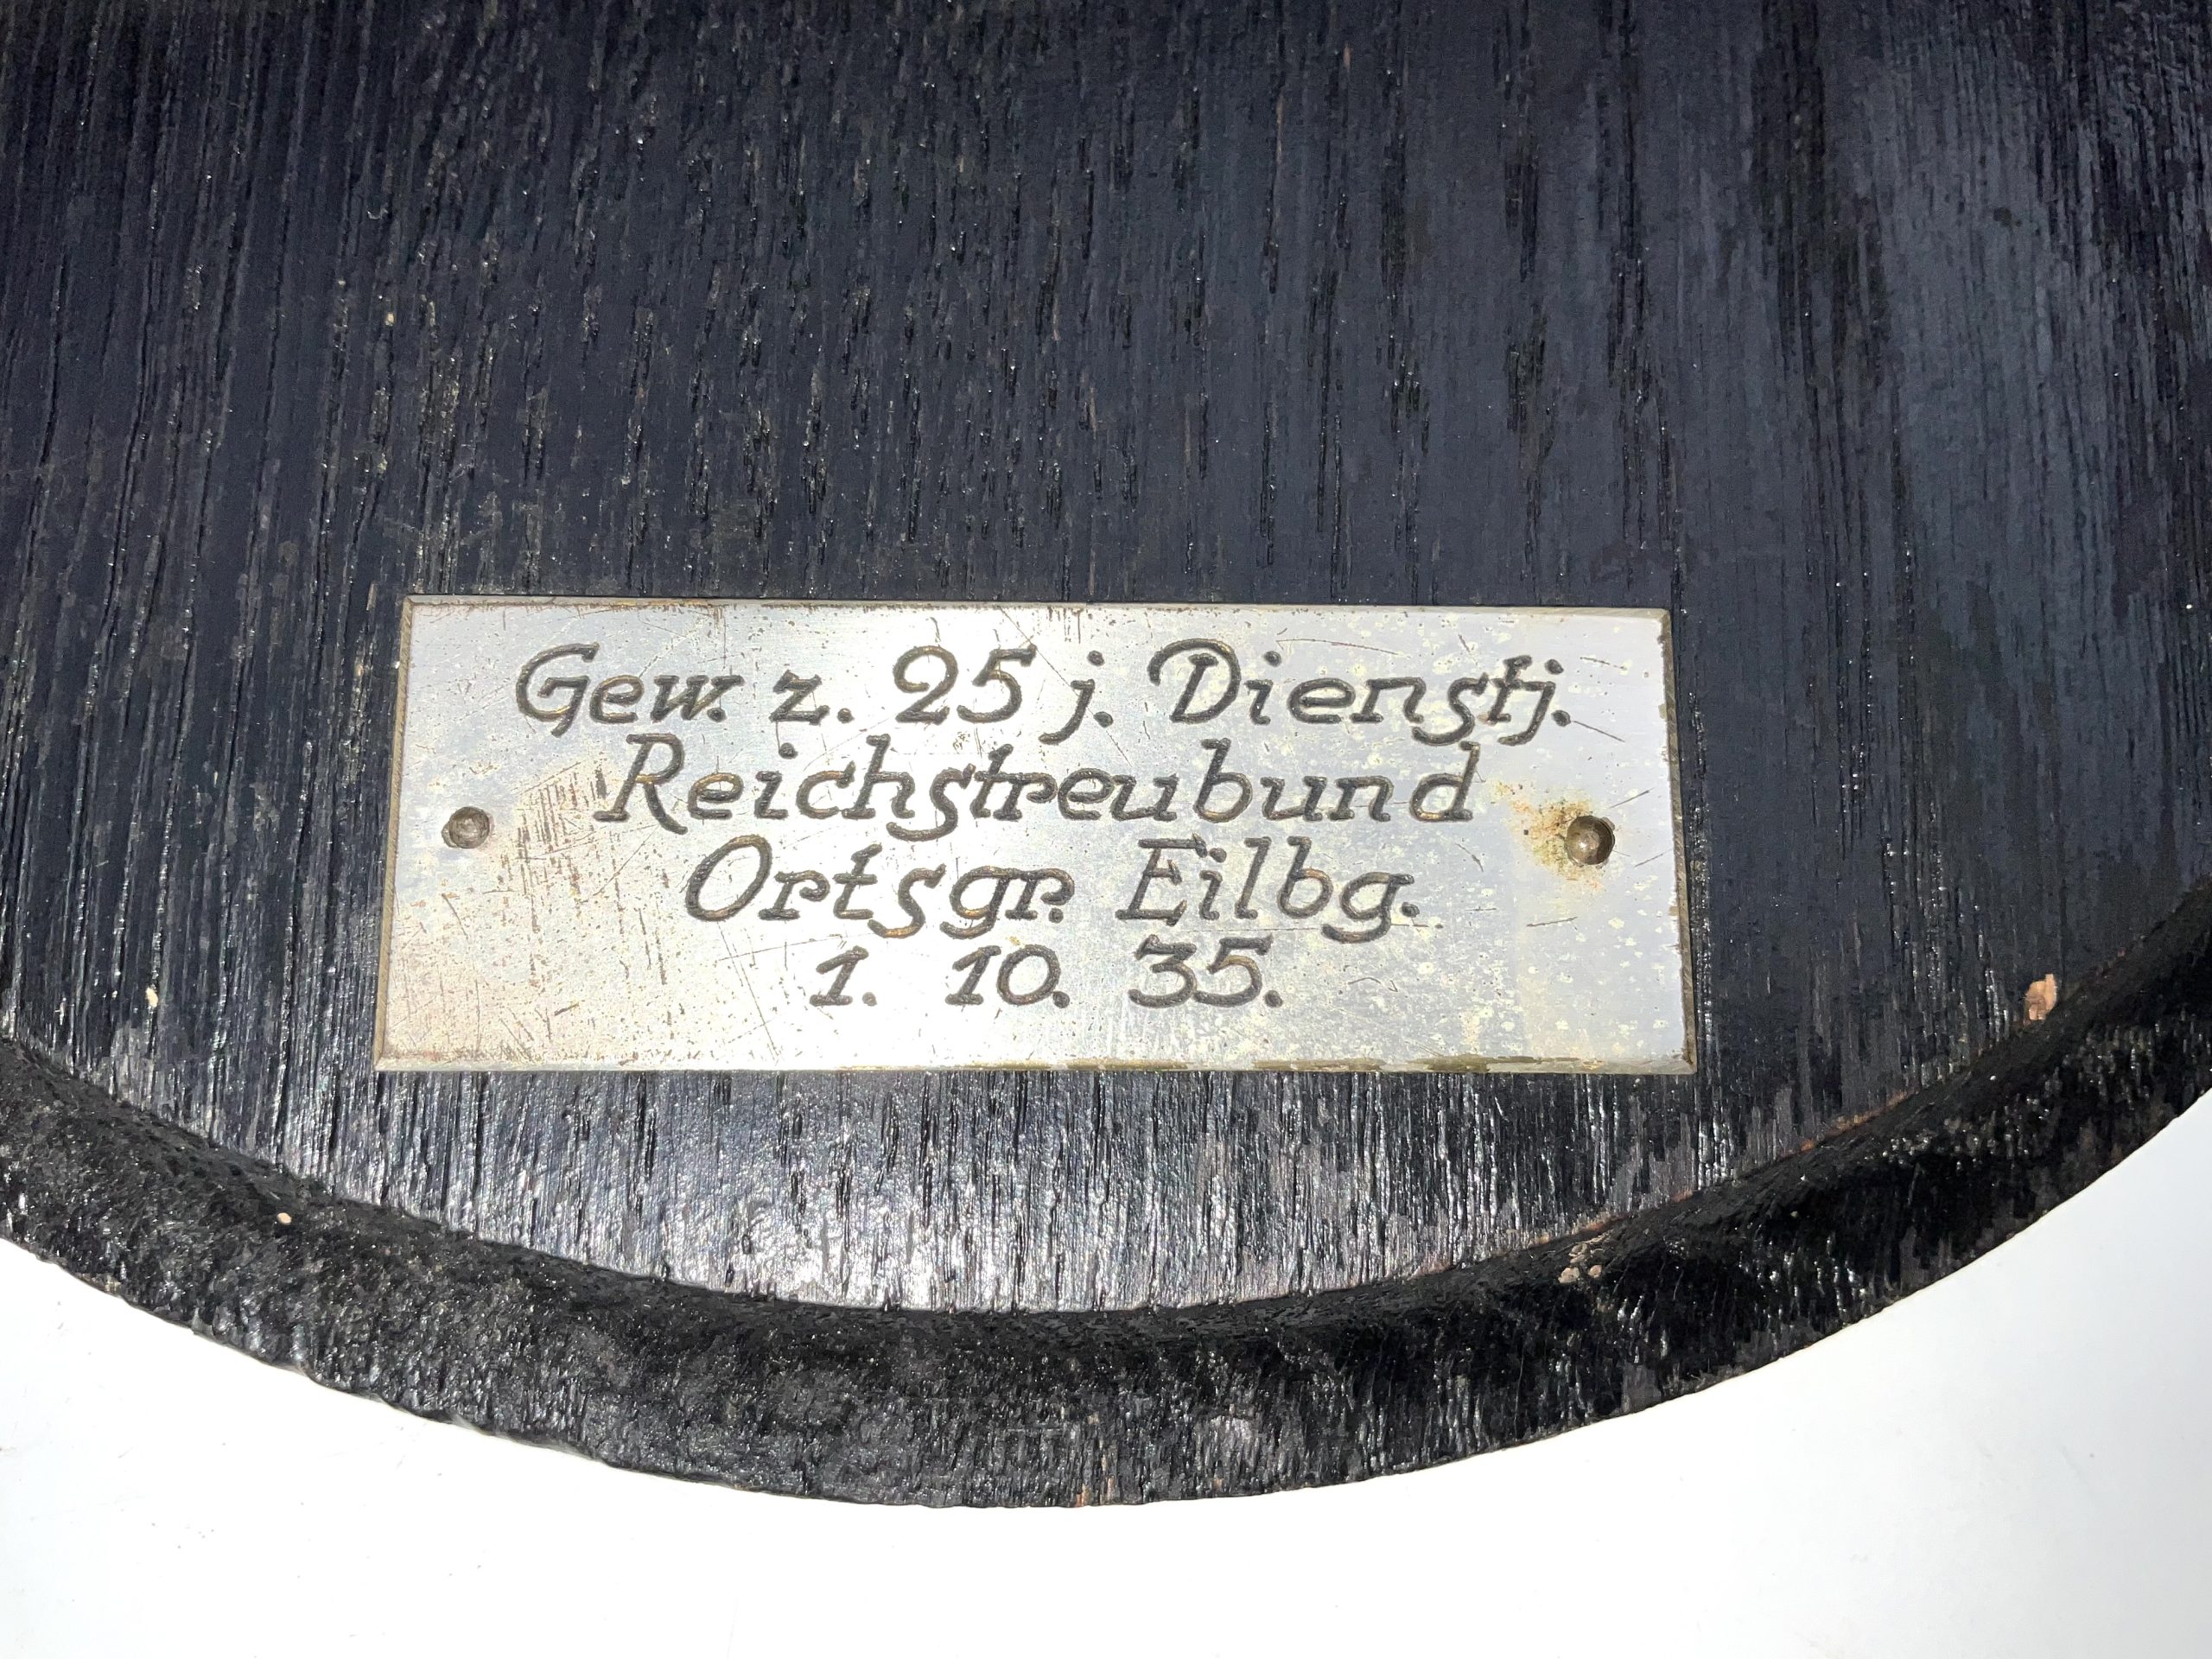 Gew. z. 25 j. Dienstj.
Reichstreubund
Ortsgr. Eilbg.
1. 10. 35.